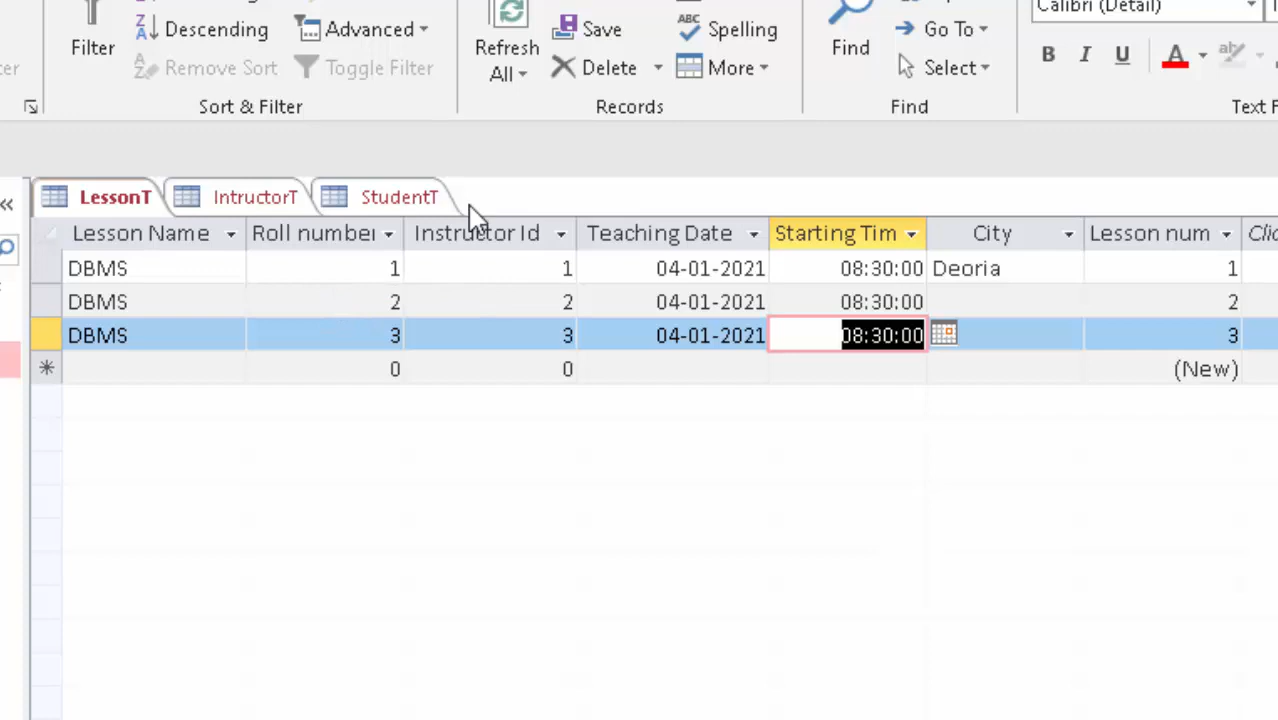 Calibri (Detail)
Descending
Advanced
Save
Spelling
Go To
Filter
Refresh
All
Find
Remove Sort
Toggle Filter
Delete
More
Select
B I U A
Sort & Filter
Records
Find
Text F
LessonT
IntructorT
StudentT
Lesson Name Roll number Instructor Id Teaching Date Starting Tim City Lesson num Clic
DBMS 1 1 04-01-2021 08:30:00 Deoria 1
DBMS 2 2 04-01-2021 08:30:00 2
DBMS 3 3 04-01-2021 08:30:00 3
* 0 0 (New)